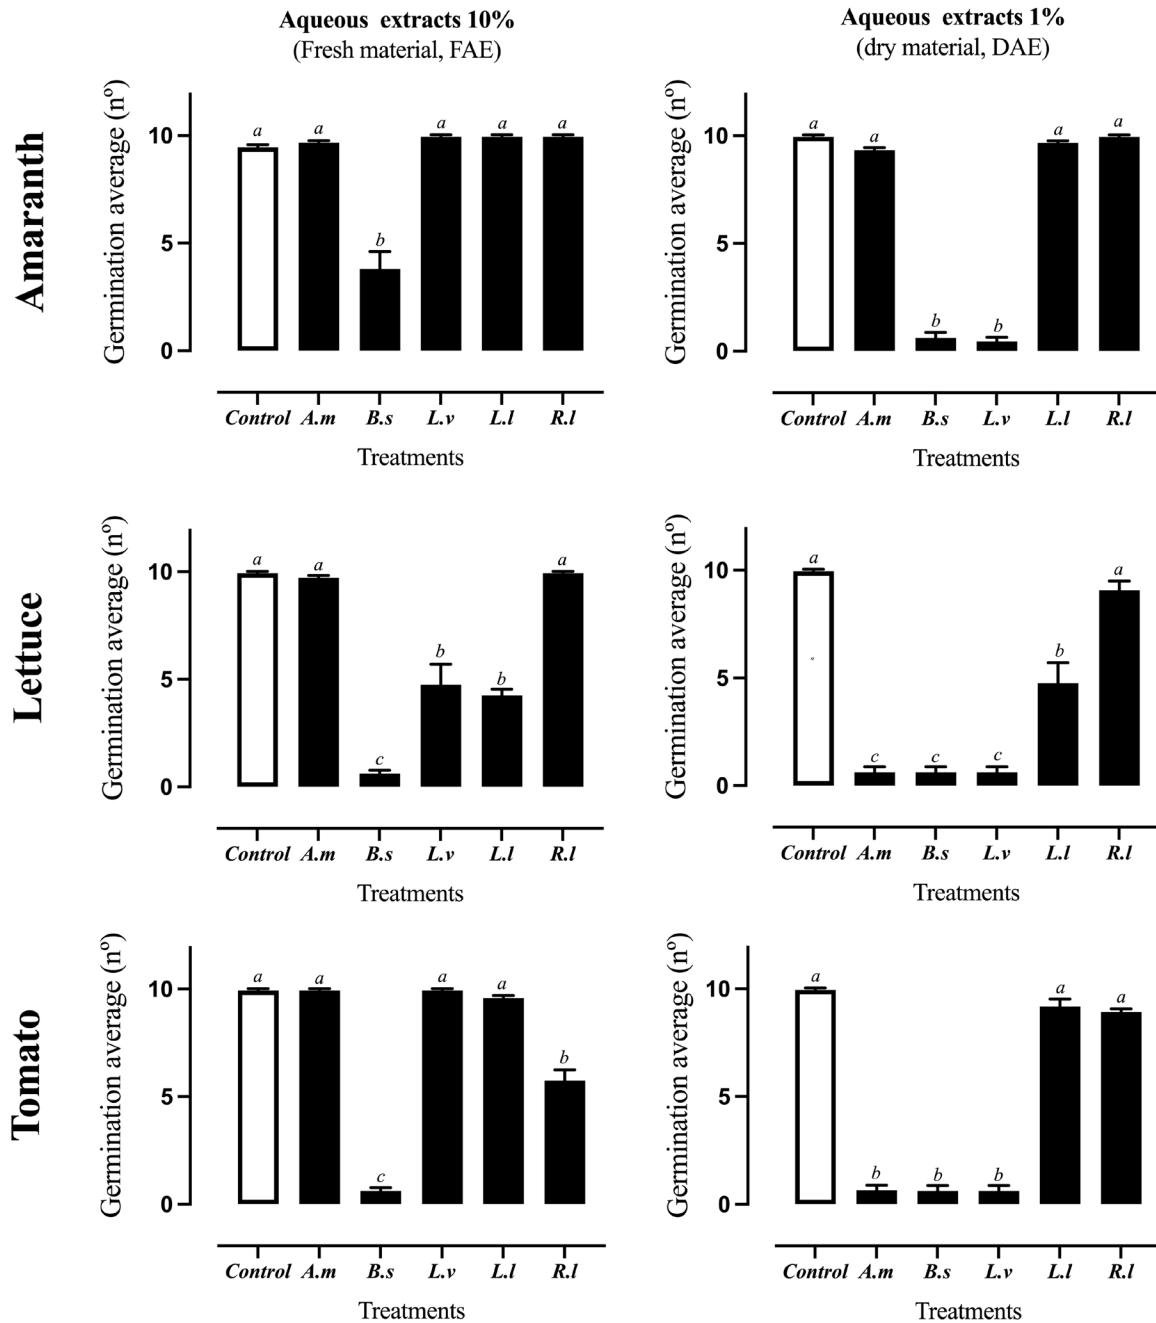 Aqueous extracts 10%
(Fresh material, FAE)
Aqueous extracts 1%
(dry material, DAE)
Amaranth
Germination average (nº)
10
5
0
a
a
b
a
a
a
Control A.m B.s L.v L.l R.l
Treatments
Germination average (nº)
10
5
0
a
a
b
b
a
a
Control A.m B.s L.v L.l R.l
Treatments
Lettuce
Germination average (nº)
10
5
0
a
a
c
b
b
a
Control A.m B.s L.v L.l R.l
Treatments
Germination average (nº)
10
5
0
a
c
c
c
b
a
Control A.m B.s L.v L.l R.l
Treatments
Tomato
Germination average (nº)
10
5
0
a
a
c
a
a
b
Control A.m B.s L.v L.l R.l
Treatments
Germination average (nº)
10
5
0
a
b
b
b
a
a
Control A.m B.s L.v L.l R.l
Treatments